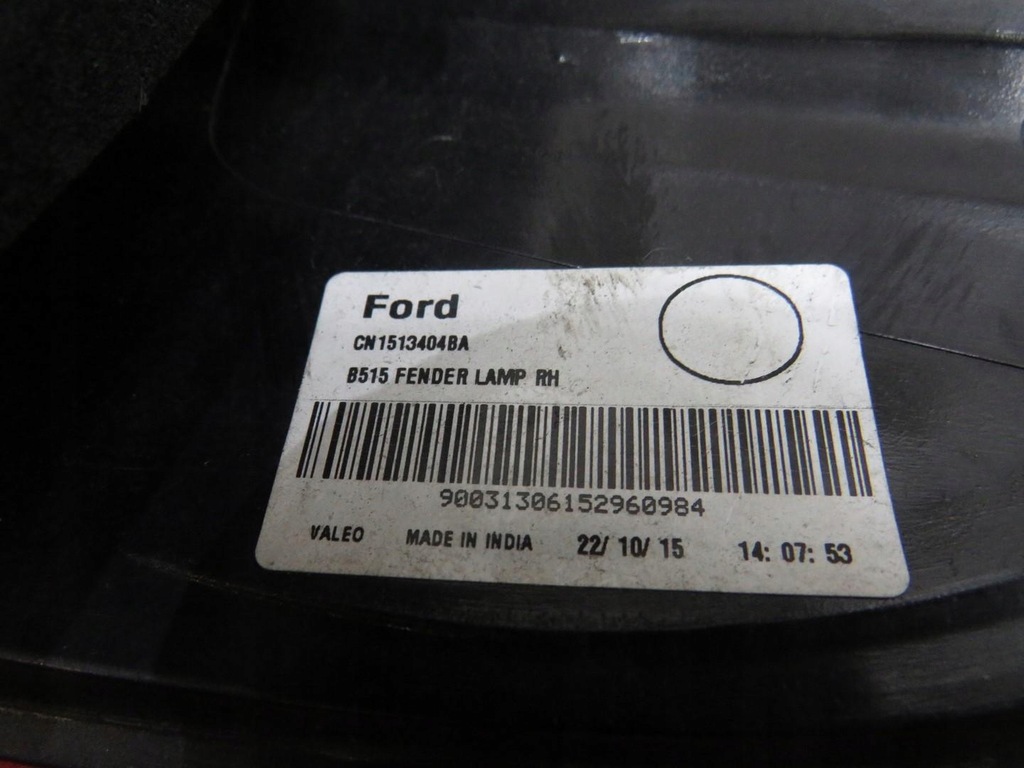 Ford
CN1513404BA
B515 FENDER LAMP RH
90031306152960984
VALEO MADE IN INDIA 22/ 10/ 15 14: 07: 53